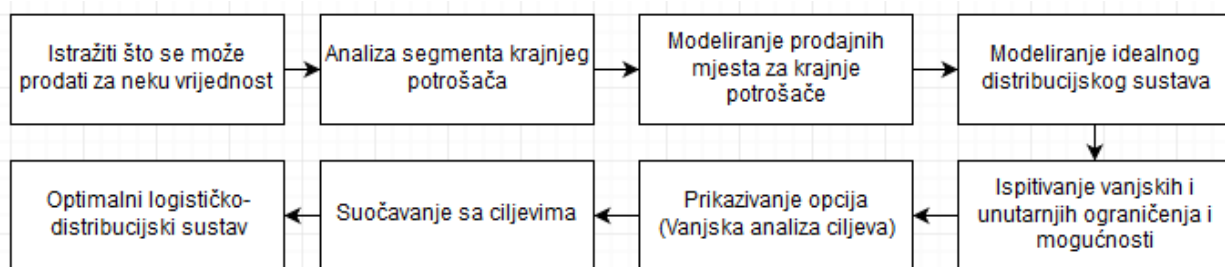 Istražiti što se može
prodati za neku vrijednost
Analiza segmenta krajnjeg
potrošača
Modeliranje prodajnih
mjesta za krajnje
potrošače
Modeliranje idealnog
distribucijskog sustava
Ispitivanje vanjskih i
unutarnjih ograničenja i
mogućnosti
Prikazivanje opcija
(Vanjska analiza ciljeva)
Suočavanje sa ciljevima
Optimalni logističko-
distribucijski sustav